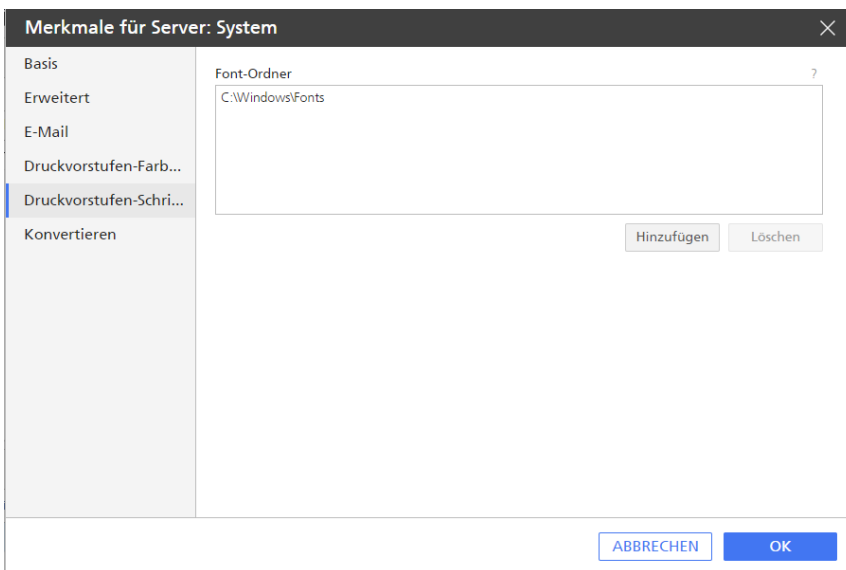 Merkmale für Server: System
Basis
Erweitert
E-Mail
Druckvorstufen-Farb...
Druckvorstufen-Schri...
Konvertieren
Font-Ordner
?
C:\Windows\Fonts
Hinzufügen
Löschen
ABBRECHEN
OK